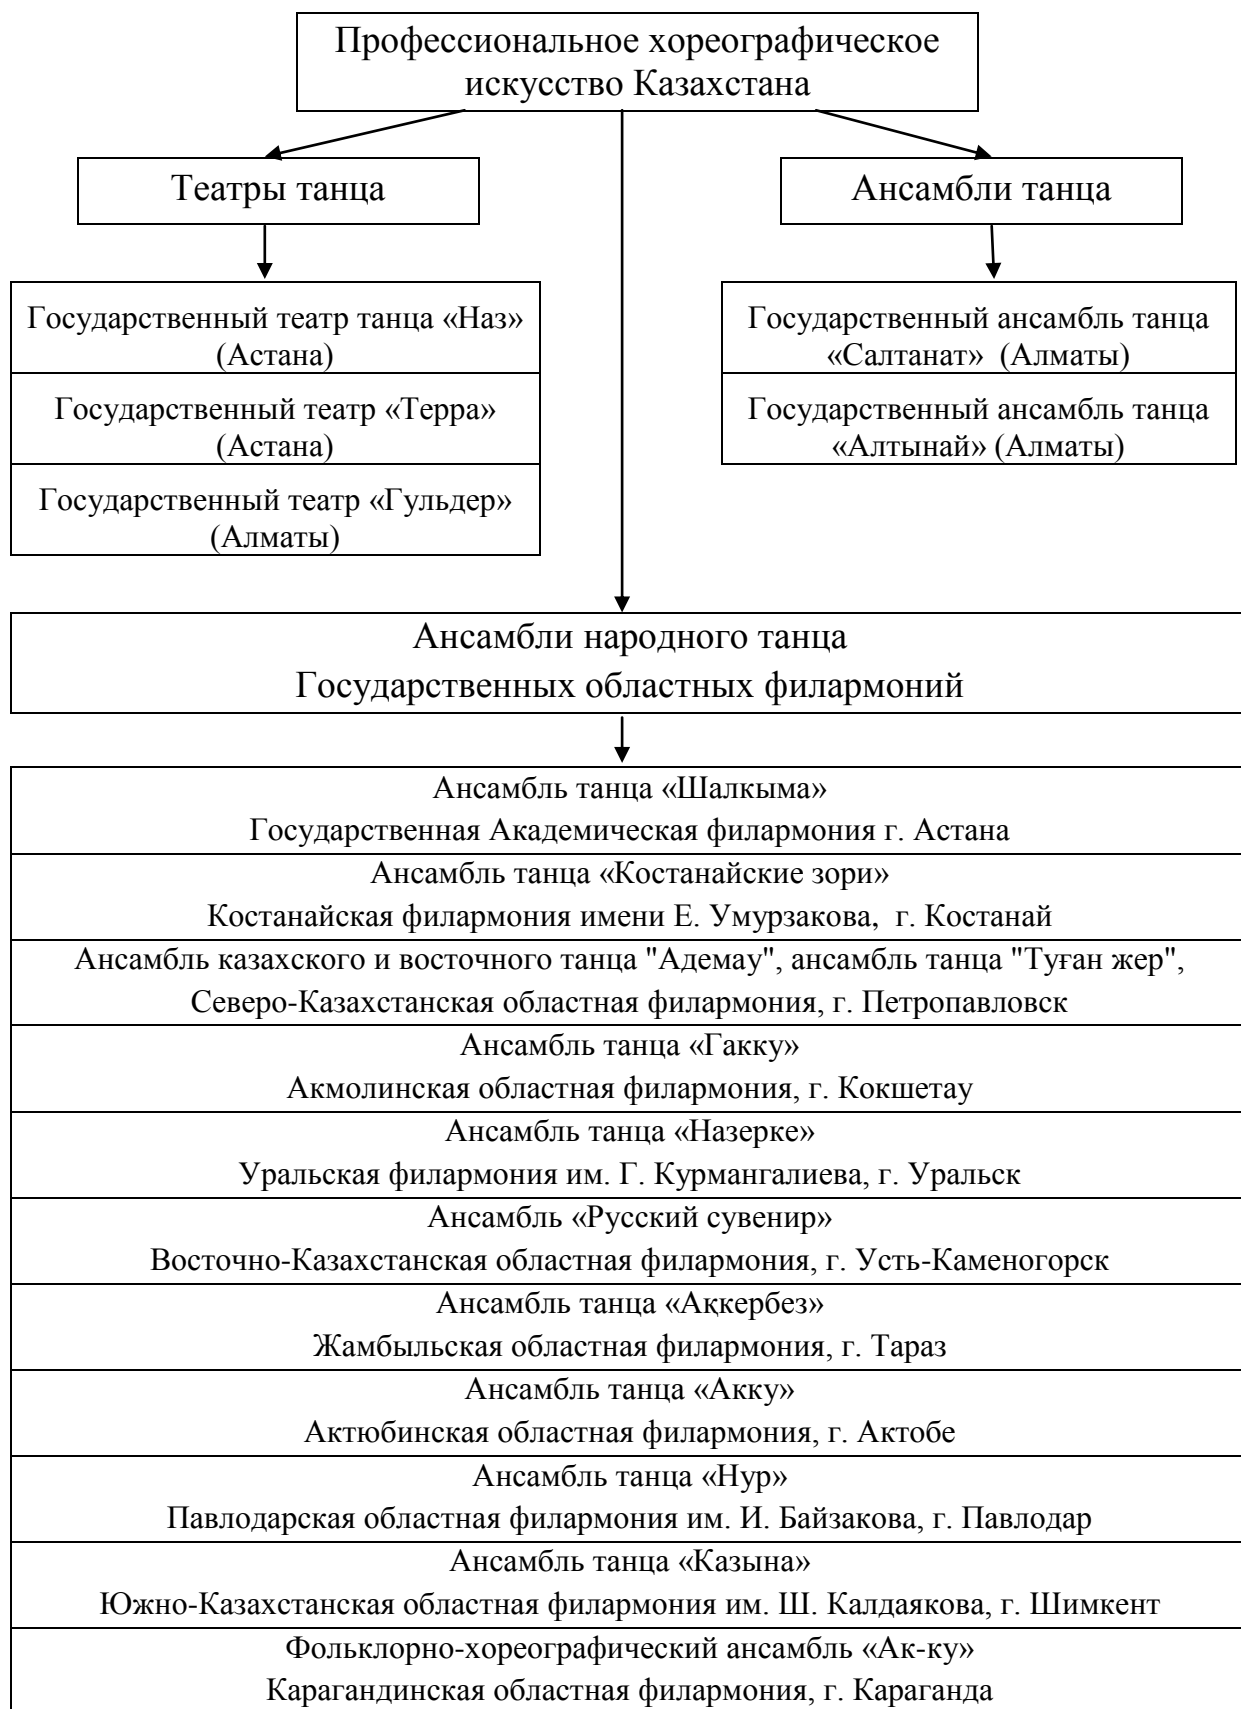 Профессиональное хореографическое
искусство Казахстана
Театры танца
Ансамбли танца
Государственный театр танца «Наз»
(Астана)
Государственный театр «Терра»
(Астана)
Государственный театр «Гульдер»
(Алматы)
Государственный ансамбль танца
«Салтанат» (Алматы)
Государственный ансамбль танца
«Алтынай» (Алматы)
Ансамбли народного танца
Государственных областных филармоний
Ансамбль танца «Шалкыма»
Государственная Академическая филармония г. Астана
Ансамбль танца «Костанайские зори»
Костанайская филармония имени Е. Умурзакова, г. Костанай
Ансамбль казахского и восточного танца "Адемау", ансамбль танца "Туған жер",
Северо-Казахстанская областная филармония, г. Петропавловск
Ансамбль танца «Гакку»
Акмолинская областная филармония, г. Кокшетау
Ансамбль танца «Назерке»
Уральская филармония им. Г. Курмангалиева, г. Уральск
Ансамбль «Русский сувенир»
Восточно-Казахстанская областная филармония, г. Усть-Каменогорск
Ансамбль танца «Аққербез»
Жамбыльская областная филармония, г. Тараз
Ансамбль танца «Акку»
Актюбинская областная филармония, г. Актобе
Ансамбль танца «Нур»
Павлодарская областная филармония им. И. Байзакова, г. Павлодар
Ансамбль танца «Казына»
Южно-Казахстанская областная филармония им. Ш. Калдаякова, г. Шимкент
Фольклорно-хореографический ансамбль «Ак-ку»
Карагандинская областная филармония, г. Караганда